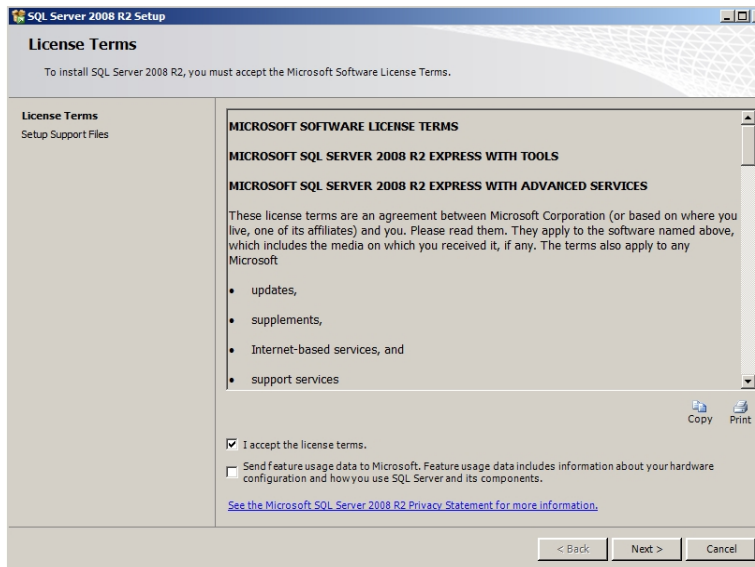 SQL Server 2008 R2 Setup
License Terms
To install SQL Server 2008 R2, you must accept the Microsoft Software License Terms.
License Terms
Setup Support Files
MICROSOFT SOFTWARE LICENSE TERMS
MICROSOFT SQL SERVER 2008 R2 EXPRESS WITH TOOLS
MICROSOFT SQL SERVER 2008 R2 EXPRESS WITH ADVANCED SERVICES
These license terms are an agreement between Microsoft Corporation (or based on where you
live, one of its affiliates) and you. Please read them. They apply to the software named above,
which includes the media on which you received it, if any. The terms also apply to any
Microsoft
• updates,
• supplements,
• Internet-based services, and
• support services
Copy Print
I accept the license terms.
Send feature usage data to Microsoft. Feature usage data includes information about your hardware
configuration and how you use SQL Server and its components.
See the Microsoft SQL Server 2008 R2 Privacy Statement for more information.
< Back Next > Cancel